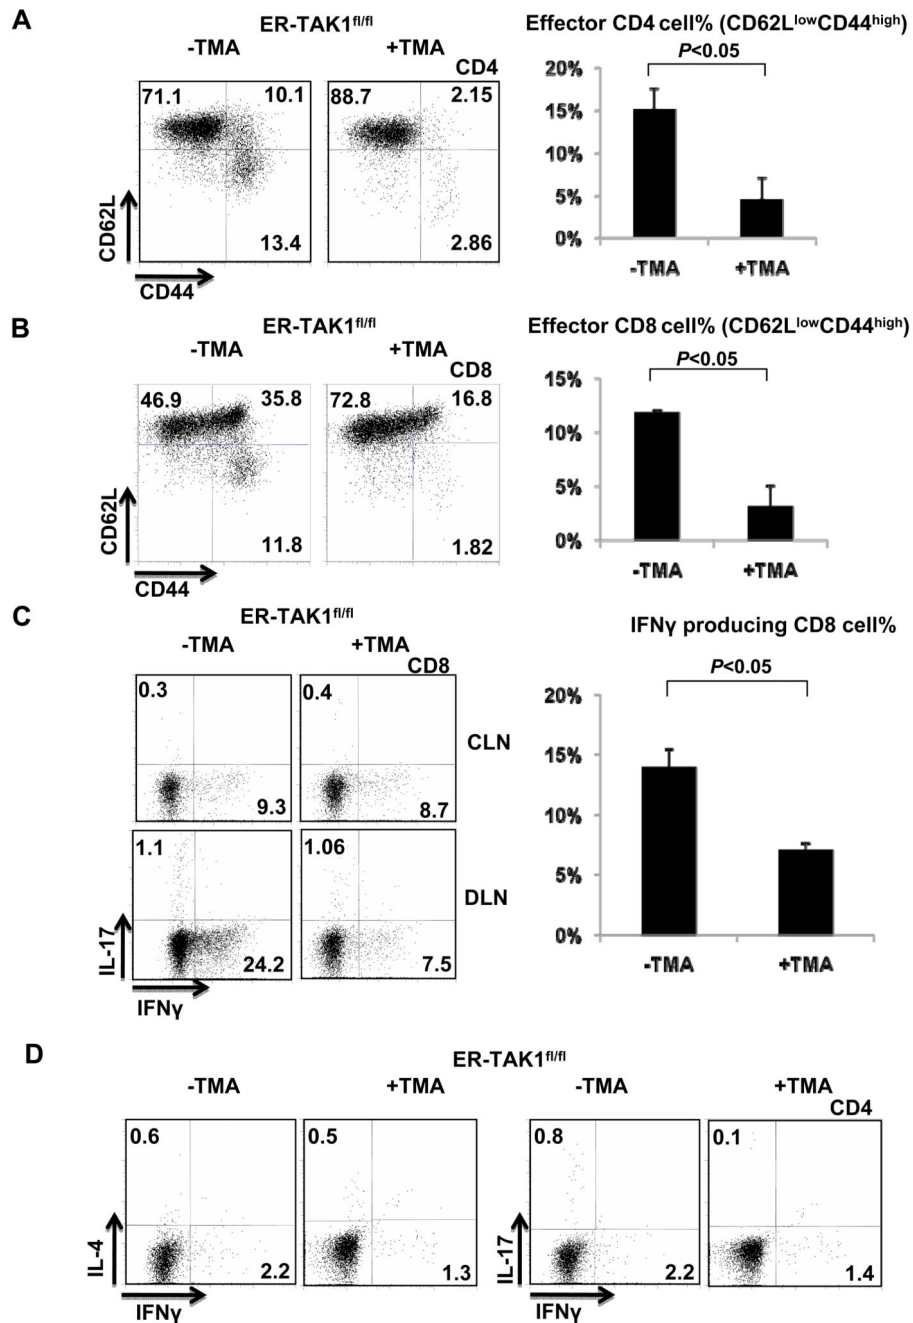 A
ER-TAK1fl/fl
-TMA +TMA
CD4
71.1 10.1 88.7 2.15
13.4 2.86
CD62L
CD44
Effector CD4 cell% (CD62LlowCD44high)
P<0.05
20%
15%
10%
5%
0%
-TMA +TMA
B
ER-TAK1fl/fl
-TMA +TMA
CD8
46.9 35.8 72.8 16.8
11.8 1.82
CD62L
CD44
Effector CD8 cell% (CD62LlowCD44high)
P<0.05
15%
10%
5%
0%
-TMA +TMA
C
ER-TAK1fl/fl
-TMA +TMA
CD8
0.3 0.4
CLN
9.3 8.7
1.1 1.06
DLN
24.2 7.5
IL-17
IFNγ
IFNγ producing CD8 cell%
P<0.05
20%
15%
10%
5%
0%
-TMA +TMA
D
ER-TAK1fl/fl
-TMA +TMA -TMA +TMA
CD4
0.6 0.5 0.8 0.1
2.2 1.3 2.2 1.4
IL-4 IL-17
IFNγ IFNγ